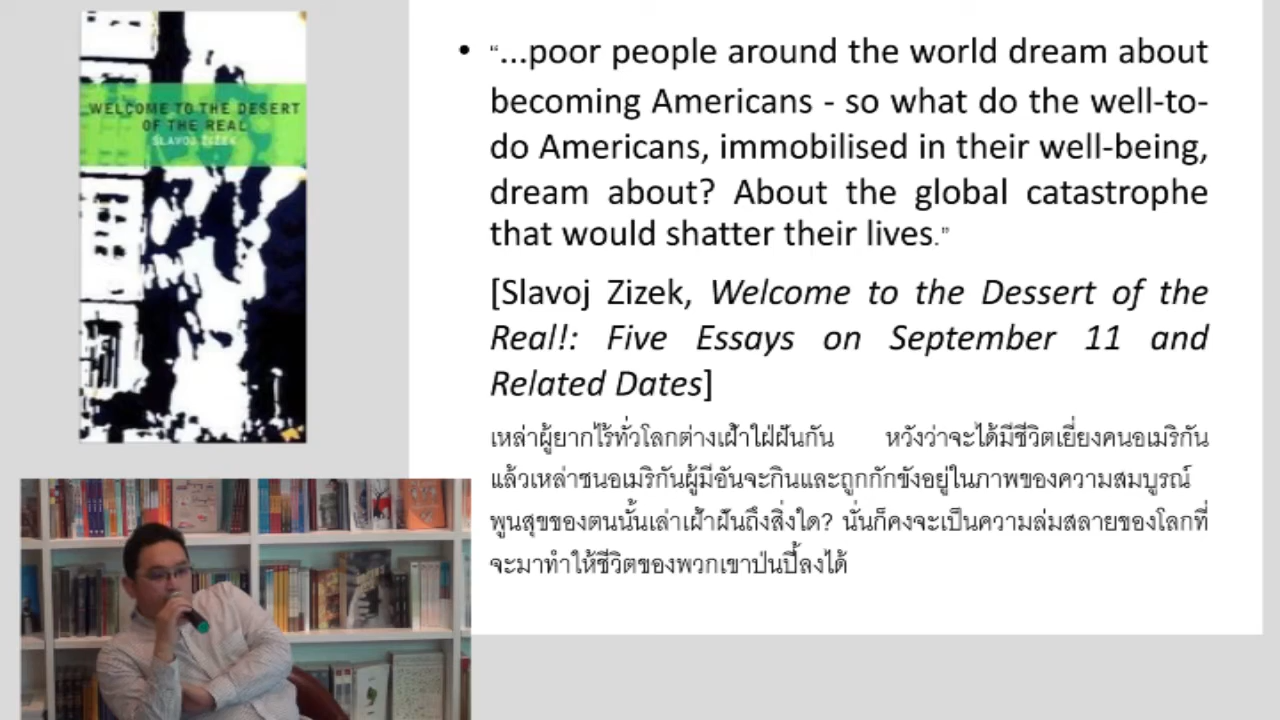 WELCOME TO THE DESERT
OF THE REAL
SLAVOJ ZIZEK
• “...poor people around the world dream about
becoming Americans - so what do the well-to-
do Americans, immobilised in their well-being,
dream about? About the global catastrophe
that would shatter their lives.”
[Slavoj Zizek, Welcome to the Dessert of the
Real!: Five Essays on September 11 and
Related Dates]
เหล่าผู้ยากไร้ทั่วโลกต่างเฝ้าใฝ่ฝันกัน หวังว่าจะได้มีชีวิตเยี่ยงคนอเมริกัน
แล้วเหล่าชนอเมริกันผู้มีอันจะกินและถูกกักขังอยู่ในภาพของความสมบูรณ์
พูนสุขของตนนั้นเล่าเฝ้าฝันถึงสิ่งใด? นั่นก็คงจะเป็นความล่มสลายของโลกที่
จะมาทำให้ชีวิตของพวกเขาป่นปี้ลงได้